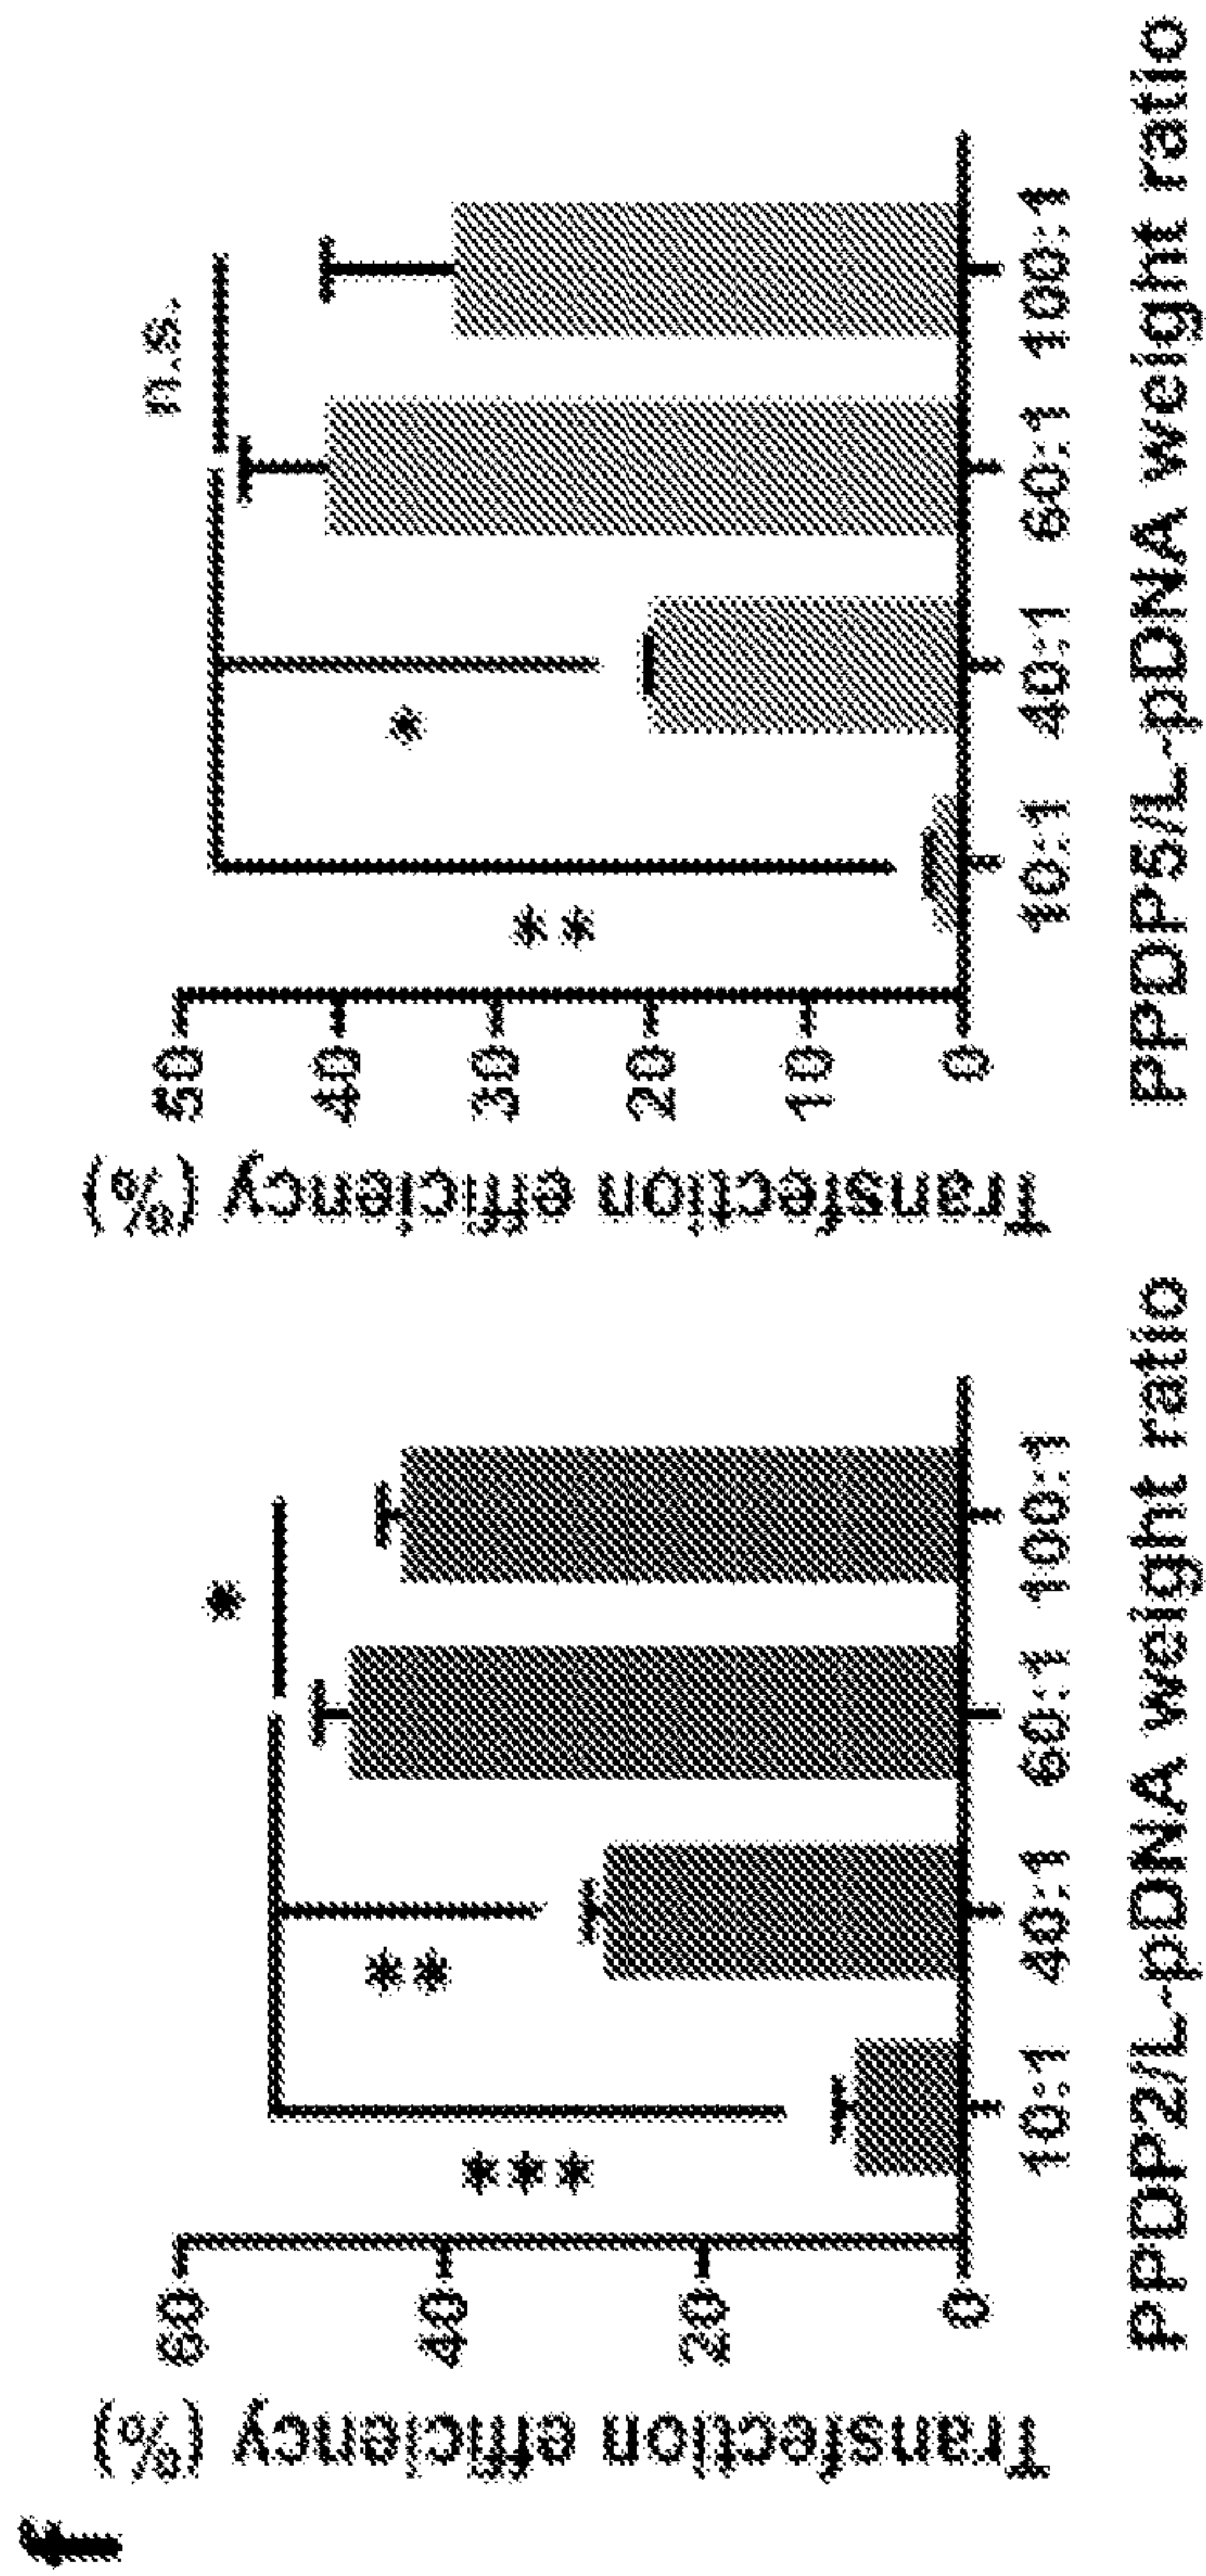 f
Transfection efficiency (%)
60
40
20
0
***
**
*
10:1 40:1 60:1 100:1
PPDP2/L-pDNA weight ratio
Transfection efficiency (%)
50
40
30
20
10
0
**
*
n.s.
10:1 40:1 60:1 100:1
PPDP5/L-pDNA weight ratio